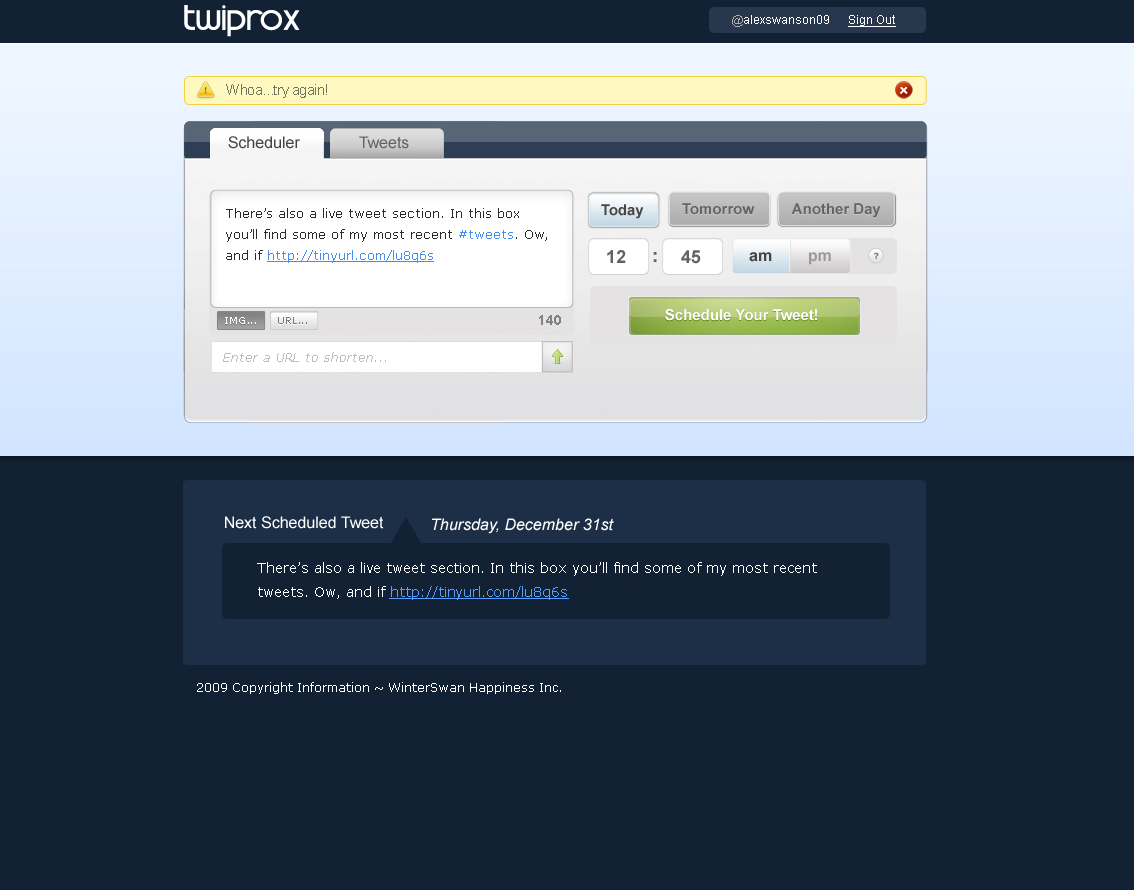 twiprox
@alexswanson09 Sign Out
Whoa...try again!
Scheduler Tweets
There's also a live tweet section. In this box
you'll find some of my most recent #tweets. Ow,
and if http://tinyurl.com/lu8q6s
IMG... URL... 140
Enter a URL to shorten...
Today Tomorrow Another Day
12 : 45 am pm ?
Schedule Your Tweet!
Next Scheduled Tweet Thursday, December 31st
There's also a live tweet section. In this box you'll find some of my most recent
tweets. Ow, and if http://tinyurl.com/lu8q6s
2009 Copyright Information ~ WinterSwan Happiness Inc.